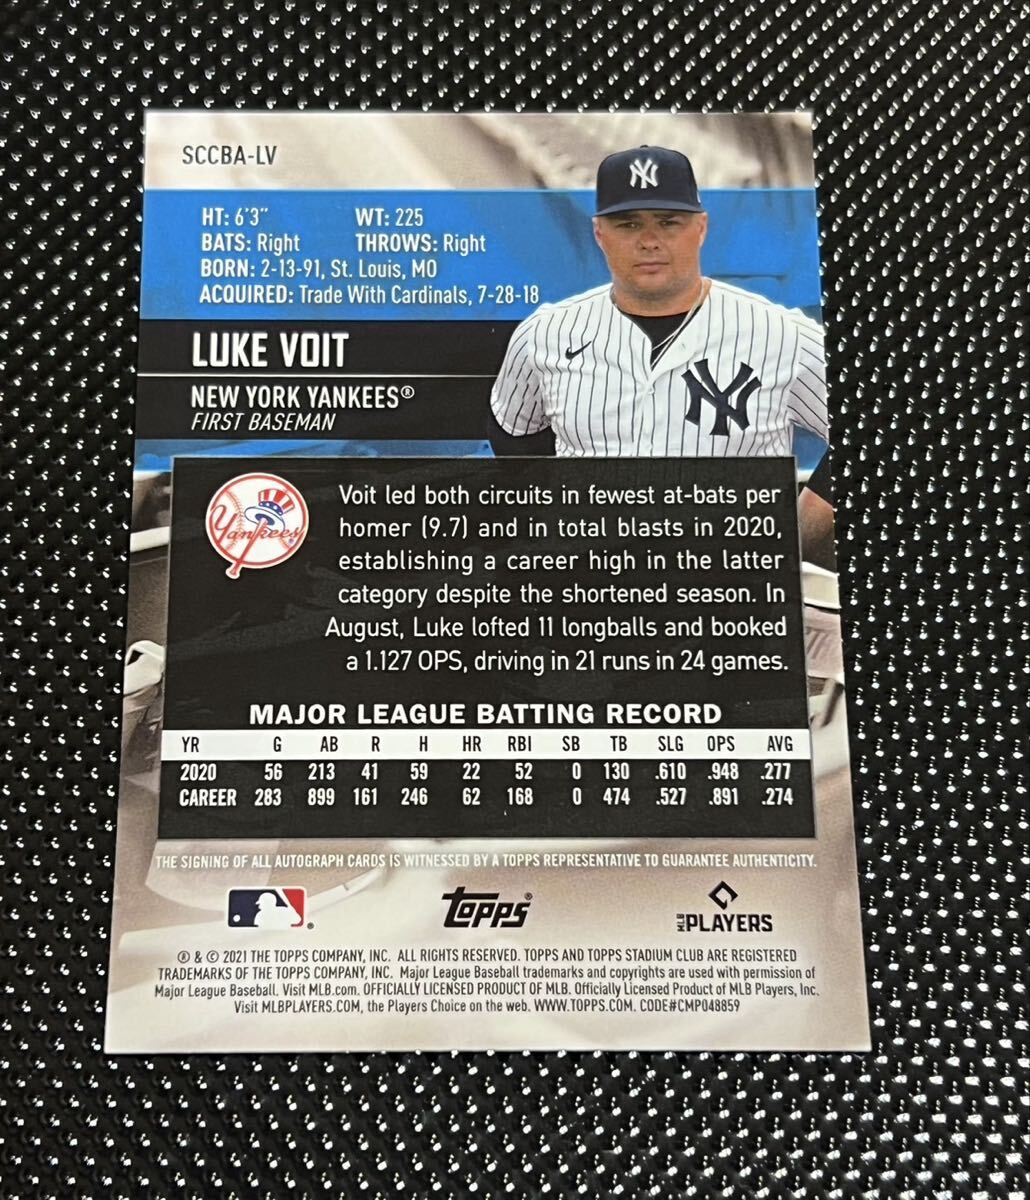 SCCBA-LV
NY
HT: 6'3" WT: 225
BATS: Right THROWS: Right
BORN: 2-13-91, St. Louis, MO
ACQUIRED: Trade With Cardinals, 7-28-18
LUKE VOIT
NEW YORK YANKEES®
FIRST BASEMAN
NY
Yankees
Voit led both circuits in fewest at-bats per
homer (9.7) and in total blasts in 2020,
establishing a career high in the latter
category despite the shortened season. In
August, Luke lofted 11 longballs and booked
a 1.127 OPS, driving in 21 runs in 24 games.
MAJOR LEAGUE BATTING RECORD
YR G AB R H HR RBI SB TB SLG OPS AVG
2020 56 213 41 59 22 52 0 130 .610 .948 .277
CAREER 283 899 161 246 62 168 0 474 .527 .891 .274
THE SIGNING OF ALL AUTOGRAPH CARDS IS WITNESSED BY A TOPPS REPRESENTATIVE TO GUARANTEE AUTHENTICITY.
® topps® MLB PLAYERS
® & © 2021 THE TOPPS COMPANY, INC. ALL RIGHTS RESERVED. TOPPS AND TOPPS STADIUM CLUB ARE REGISTERED
TRADEMARKS OF THE TOPPS COMPANY, INC. Major League Baseball trademarks and copyrights are used with permission of
Major League Baseball. Visit MLB.com. OFFICIALLY LICENSED PRODUCT OF MLB. Officially Licensed Product of MLB Players, Inc.
Visit MLBPLAYERS.COM, the Players Choice on the web. WWW.TOPPS.COM. CODE#CMP048859